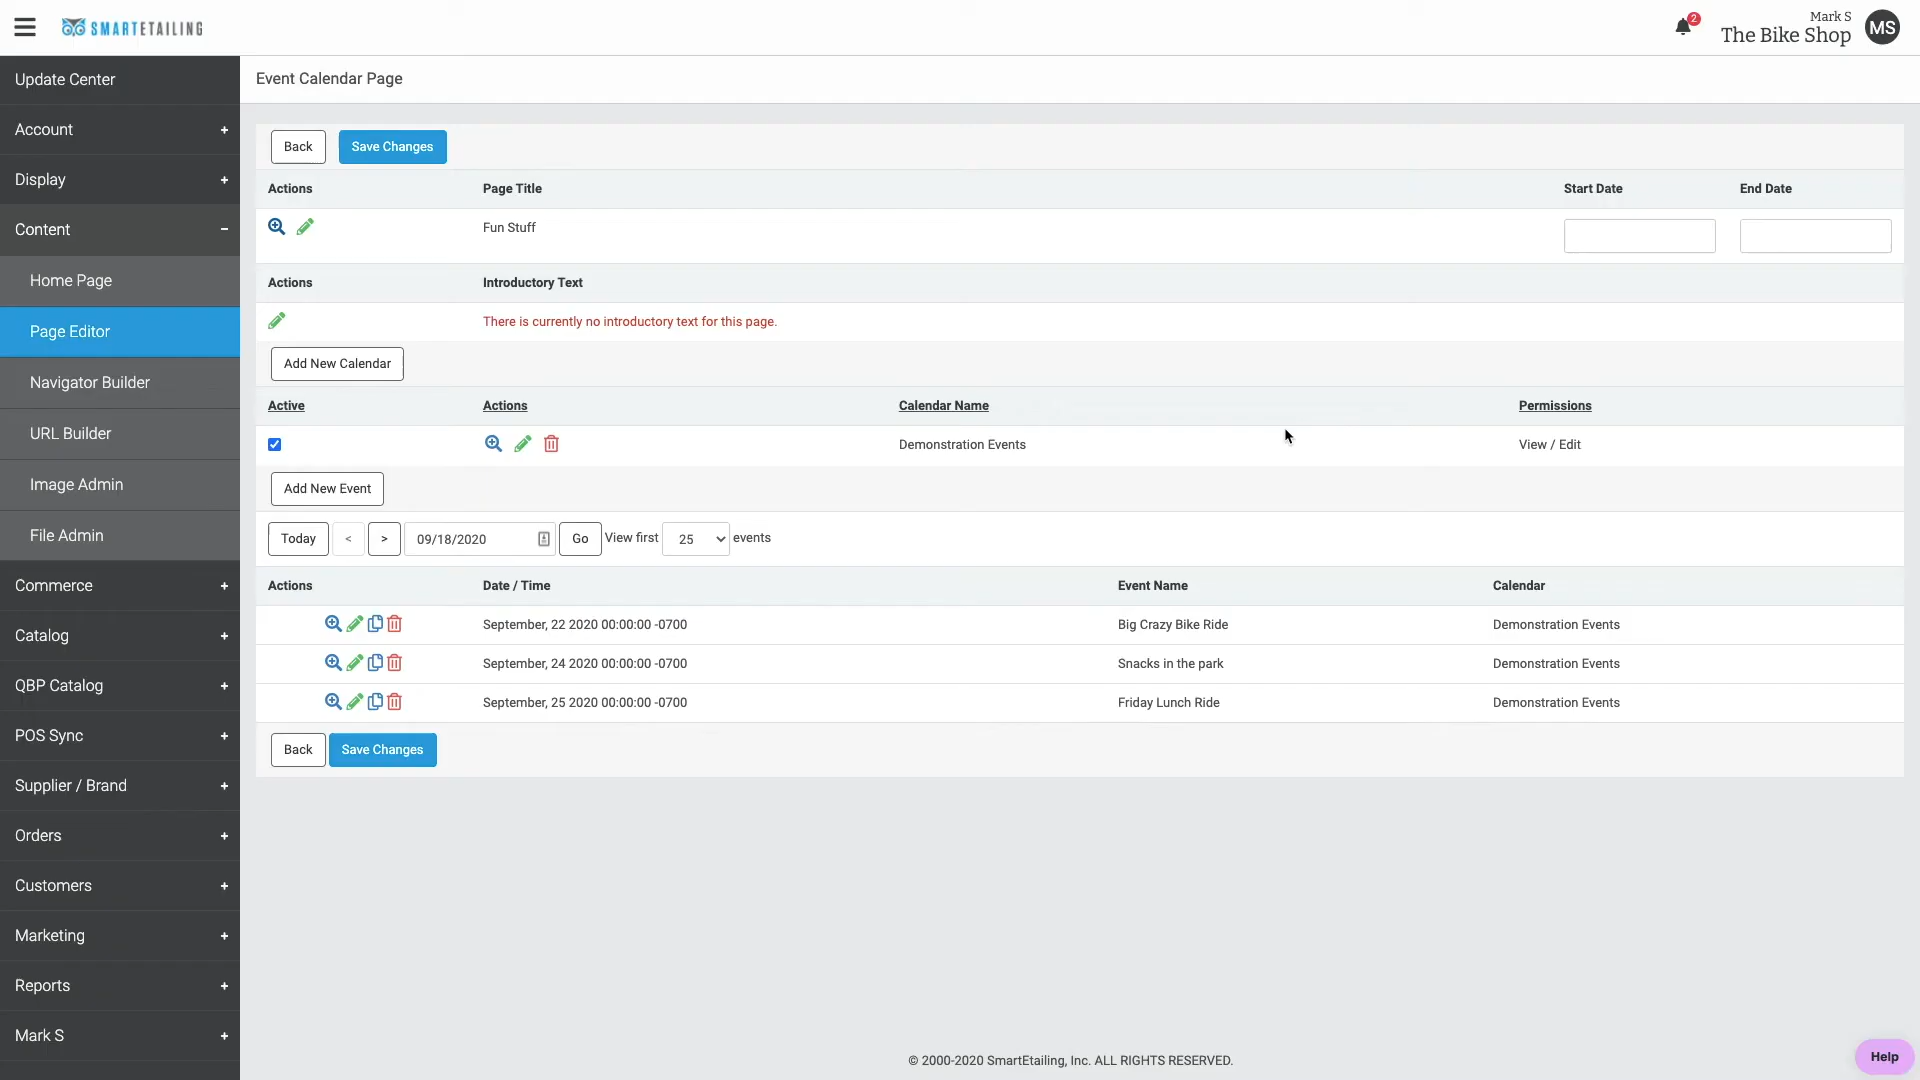 SMARTETAILING
2
Mark S
The Bike Shop
MS
Update Center
Account +
Display +
Content −
Home Page
Page Editor
Navigator Builder
URL Builder
Image Admin
File Admin
Commerce +
Catalog +
QBP Catalog +
POS Sync +
Supplier / Brand +
Orders +
Customers +
Marketing +
Reports +
Mark S +
Event Calendar Page
Back Save Changes
Actions Page Title Start Date End Date
Fun Stuff
Actions Introductory Text
There is currently no introductory text for this page.
Add New Calendar
Active Actions Calendar Name Permissions
Demonstration Events View / Edit
Add New Event
Today < > 09/18/2020 Go View first 25 events
Actions Date / Time Event Name Calendar
September, 22 2020 00:00:00 -0700 Big Crazy Bike Ride Demonstration Events
September, 24 2020 00:00:00 -0700 Snacks in the park Demonstration Events
September, 25 2020 00:00:00 -0700 Friday Lunch Ride Demonstration Events
Back Save Changes
© 2000-2020 SmartEtailing, Inc. ALL RIGHTS RESERVED.
Help